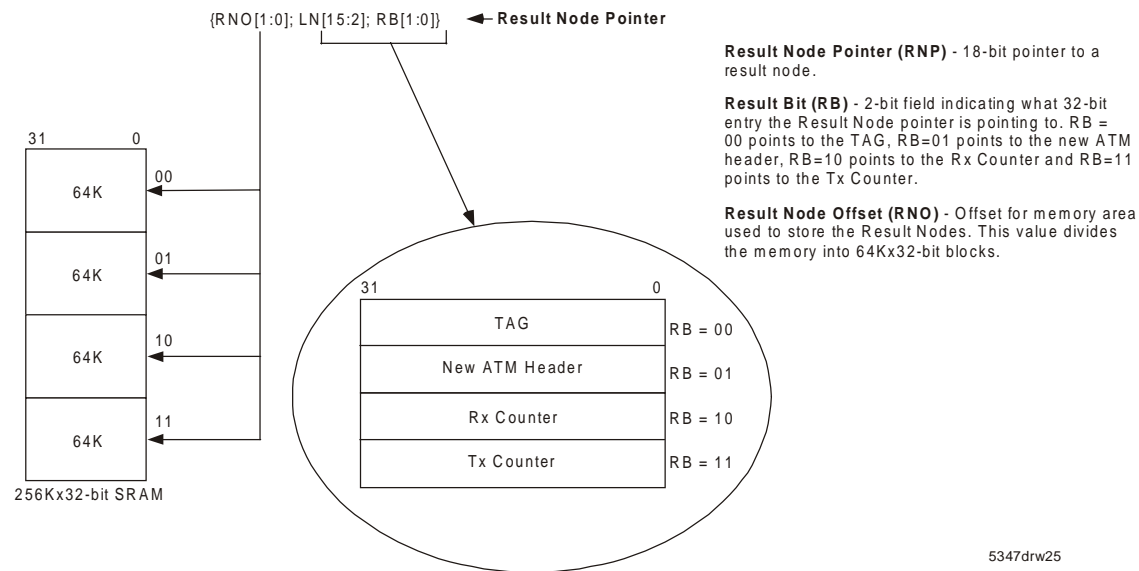 {RNO[1:0]; LN[15:2]; RB[1:0]}
Result Node Pointer
Result Node Pointer (RNP) - 18-bit pointer to a
result node.
Result Bit (RB) - 2-bit field indicating what 32-bit
entry the Result Node pointer is pointing to. RB =
00 points to the TAG, RB=01 points to the new ATM
header, RB=10 points to the Rx Counter and RB=11
points to the Tx Counter.
Result Node Offset (RNO) - Offset for memory area
used to store the Result Nodes. This value divides
the memory into 64Kx32-bit blocks.
31 0
64K 00
64K 01
64K 10
64K 11
256Kx32-bit SRAM
31 0
TAG RB = 00
New ATM Header RB = 01
Rx Counter RB = 10
Tx Counter RB = 11
5347drw25